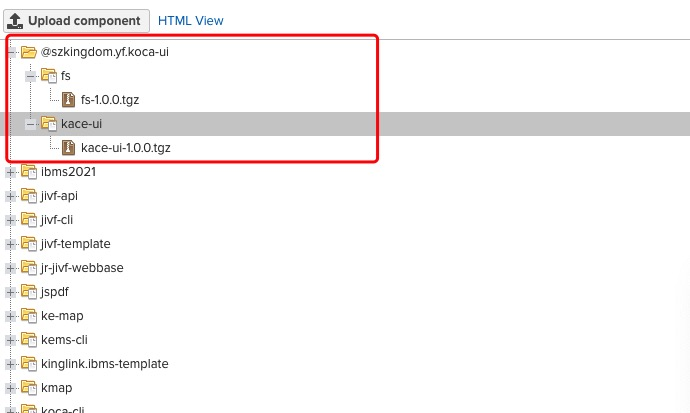 Upload component HTML View
@szkingdom.yf.koca-ui
fs
fs-1.0.0.tgz
kace-ui
kace-ui-1.0.0.tgz
ibms2021
jivf-api
jivf-cli
jivf-template
jr-jivf-webbase
jspdf
ke-map
kems-cli
kinglink.ibms-template
kmap
koca-cli